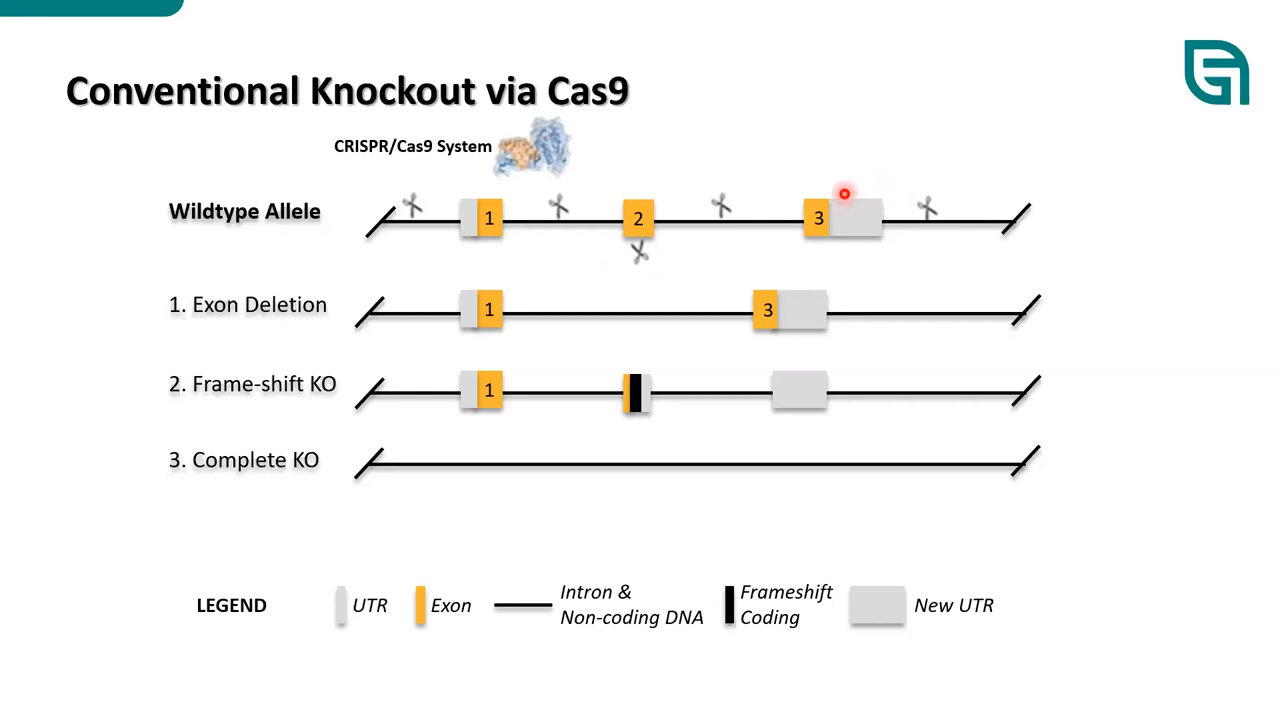 Conventional Knockout via Cas9
CRISPR/Cas9 System
Wildtype Allele
1
2
3
1. Exon Deletion
1
3
2. Frame-shift KO
1
3. Complete KO
LEGEND
UTR
Exon
Intron &
Non-coding DNA
Frameshift
Coding
New UTR